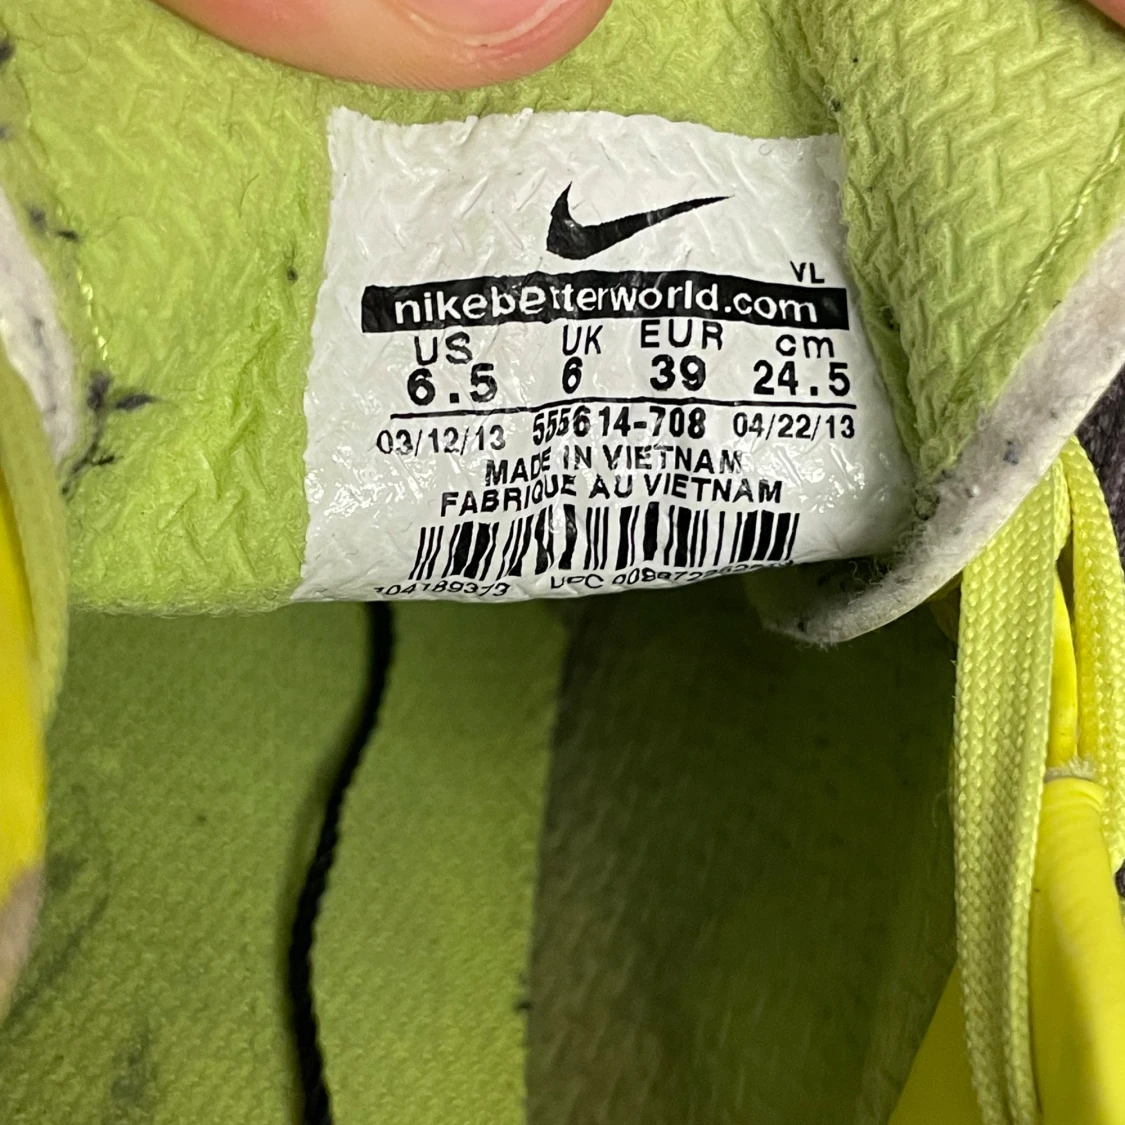 VL
nikebetterworld.com
US UK EUR cm
6.5 6 39 24.5
03/12/13 555614-708 04/22/13
MADE IN VIETNAM
FABRIQUE AU VIETNAM
UPC